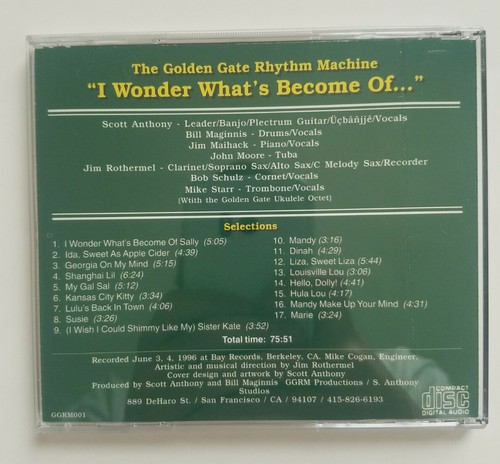 The Golden Gate Rhythm Machine
"I Wonder What's Become Of..."
Scott Anthony - Leader/Banjo/Plectrum Guitar/Üçbâñjjê/Vocals
Bill Maginnis - Drums/Vocals
Jim Maihack - Piano/Vocals
John Moore - Tuba
Jim Rothermel - Clarinet/Soprano Sax/Alto Sax/C Melody Sax/Recorder
Bob Schulz - Cornet/Vocals
Mike Starr - Trombone/Vocals
(Wtith the Golden Gate Ukulele Octet)
Selections
1. I Wonder What's Become Of Sally (5:05)
2. Ida, Sweet As Apple Cider (4:39)
3. Georgia On My Mind (5:15)
4. Shanghai Lil (6:24)
5. My Gal Sal (5:12)
6. Kansas City Kitty (3:34)
7. Lulu's Back In Town (4:06)
8. Susie (3:26)
9. (I Wish I Could Shimmy Like My) Sister Kate (3:52)
10. Mandy (3:16)
11. Dinah (4:29)
12. Liza, Sweet Liza (5:44)
13. Louisville Lou (3:06)
14. Hello, Dolly! (4:41)
15. Hula Lou (4:17)
16. Mandy Make Up Your Mind (4:31)
17. Marie (3:24)
Total time: 75:51
Recorded June 3, 4, 1996 at Bay Records, Berkeley, CA. Mike Cogan, Engineer.
Artistic and musical direction by Jim Rothermel
Cover design and artwork by Scott Anthony
Produced by Scott Anthony and Bill Maginnis GGRM Productions / S. Anthony
Studios
889 DeHaro St. / San Francisco / CA / 94107 / 415-826-6193
GGRM001
COMPACT
disc
DIGITAL AUDIO